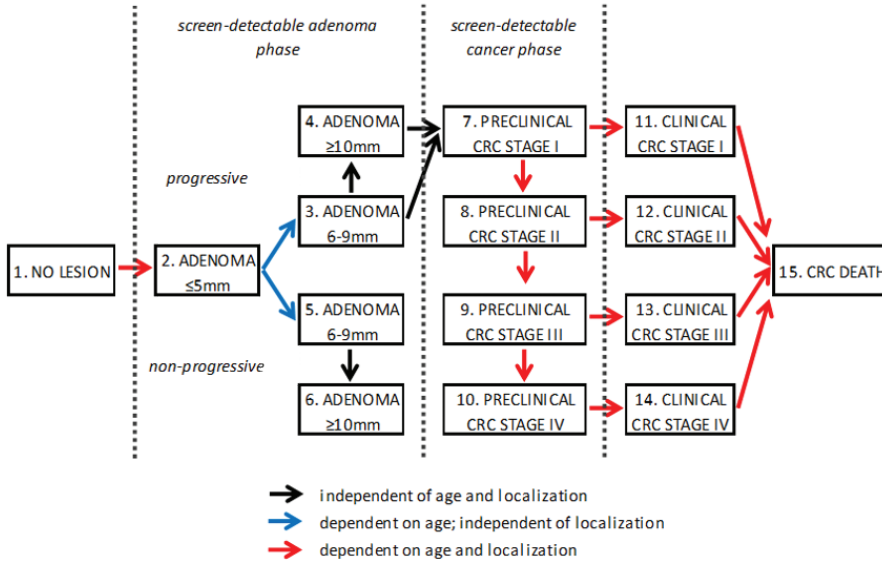 screen-detectable adenoma
phase
screen-detectable
cancer phase
4. ADENOMA
≥10mm
7. PRECLINICAL
CRC STAGE I
11. CLINICAL
CRC STAGE I
progressive
3. ADENOMA
6-9mm
8. PRECLINICAL
CRC STAGE II
12. CLINICAL
CRC STAGE II
1. NO LESION
2. ADENOMA
≤5mm
15. CRC DEATH
5. ADENOMA
6-9mm
9. PRECLINICAL
CRC STAGE III
13. CLINICAL
CRC STAGE III
non-progressive
6. ADENOMA
≥10mm
10. PRECLINICAL
CRC STAGE IV
14. CLINICAL
CRC STAGE IV
independent of age and localization
dependent on age; independent of localization
dependent on age and localization